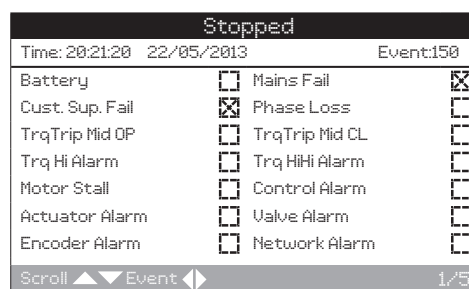 Stopped
Time: 20:21:20 22/05/2013 Event:150
Battery Mains Fail
Cust. Sup. Fail Phase Loss
TrqTrip Mid OP TrqTrip Mid CL
Trq Hi Alarm Trq HiHi Alarm
Motor Stall Control Alarm
Actuator Alarm Valve Alarm
Encoder Alarm Network Alarm
Scroll Event 1/5